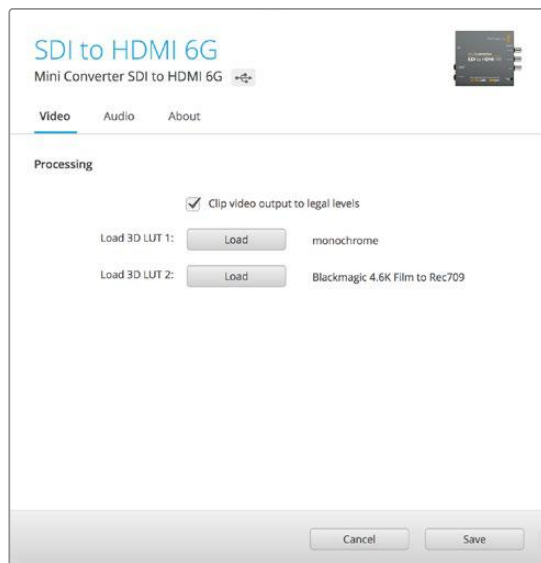 SDI to HDMI 6G
Mini Converter SDI to HDMI 6G
Video Audio About
Processing
Clip video output to legal levels
Load 3D LUT 1: Load monochrome
Load 3D LUT 2: Load Blackmagic 4.6K Film to Rec709
Cancel Save